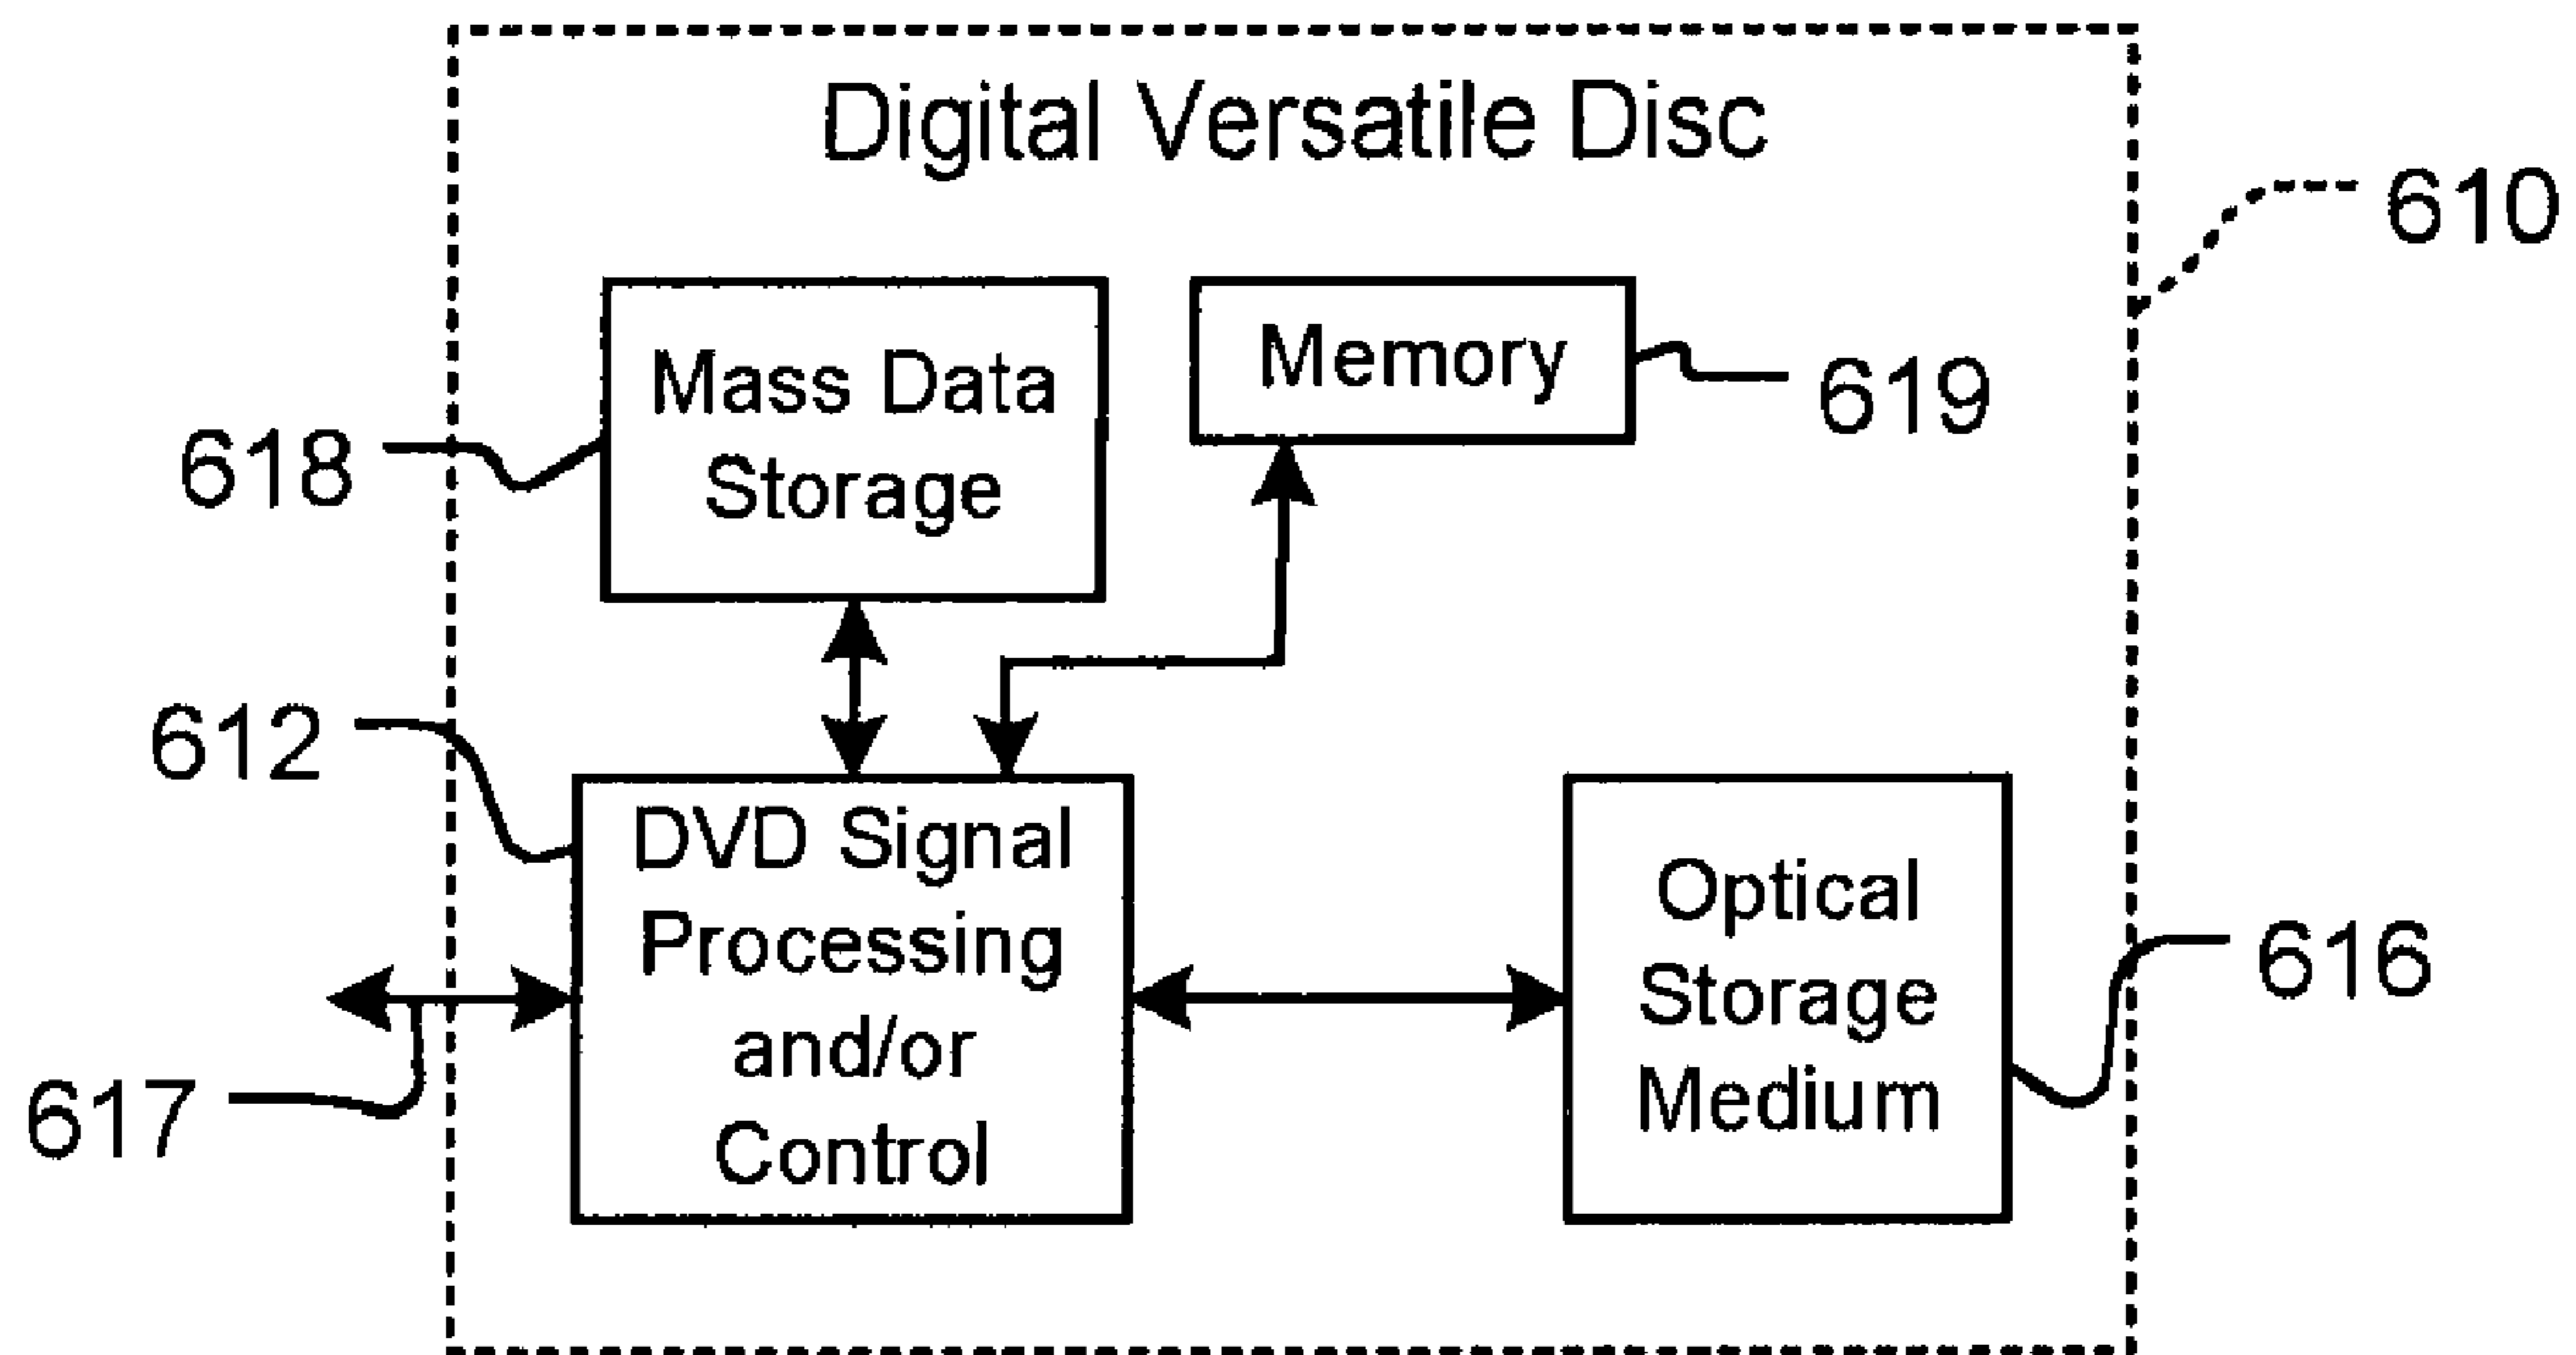 Digital Versatile Disc
610
Mass Data
Storage
Memory
619
618
612
DVD Signal
Processing
and/or
Control
Optical
Storage
Medium
616
617